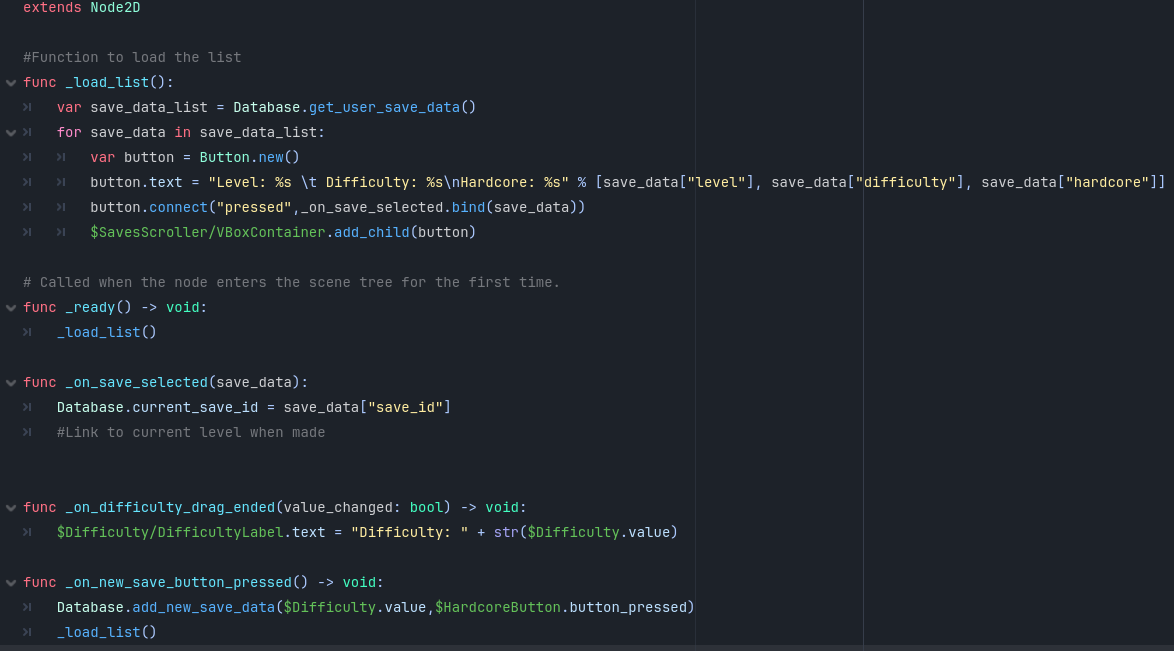 extends Node2D
#Function to load the list
func _load_list():
var save_data_list = Database.get_user_save_data()
for save_data in save_data_list:
var button = Button.new()
button.text = "Level: %s \t Difficulty: %s\nHardcore: %s" % [save_data["level"], save_data["difficulty"], save_data["hardcore"]]
button.connect("pressed",_on_save_selected.bind(save_data))
$SavesScroller/VBoxContainer.add_child(button)
# Called when the node enters the scene tree for the first time.
func _ready() -> void:
_load_list()
func _on_save_selected(save_data):
Database.current_save_id = save_data["save_id"]
#Link to current level when made
func _on_difficulty_drag_ended(value_changed: bool) -> void:
$Difficulty/DifficultyLabel.text = "Difficulty: " + str($Difficulty.value)
func _on_new_save_button_pressed() -> void:
Database.add_new_save_data($Difficulty.value,$HardcoreButton.button_pressed)
_load_list()